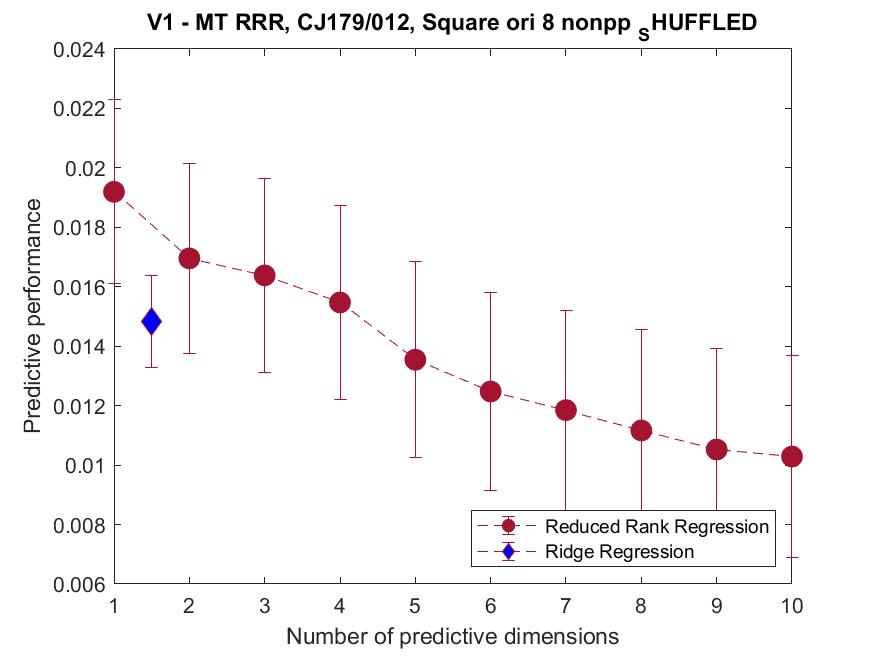 V1 - MT RRR, CJ179/012, Square ori 8 nonpp SHUFFLED
0.024
0.022
0.02
0.018
0.016
0.014
0.012
0.01
0.008
0.006
Predictive performance
Reduced Rank Regression
Ridge Regression
1 2 3 4 5 6 7 8 9 10
Number of predictive dimensions